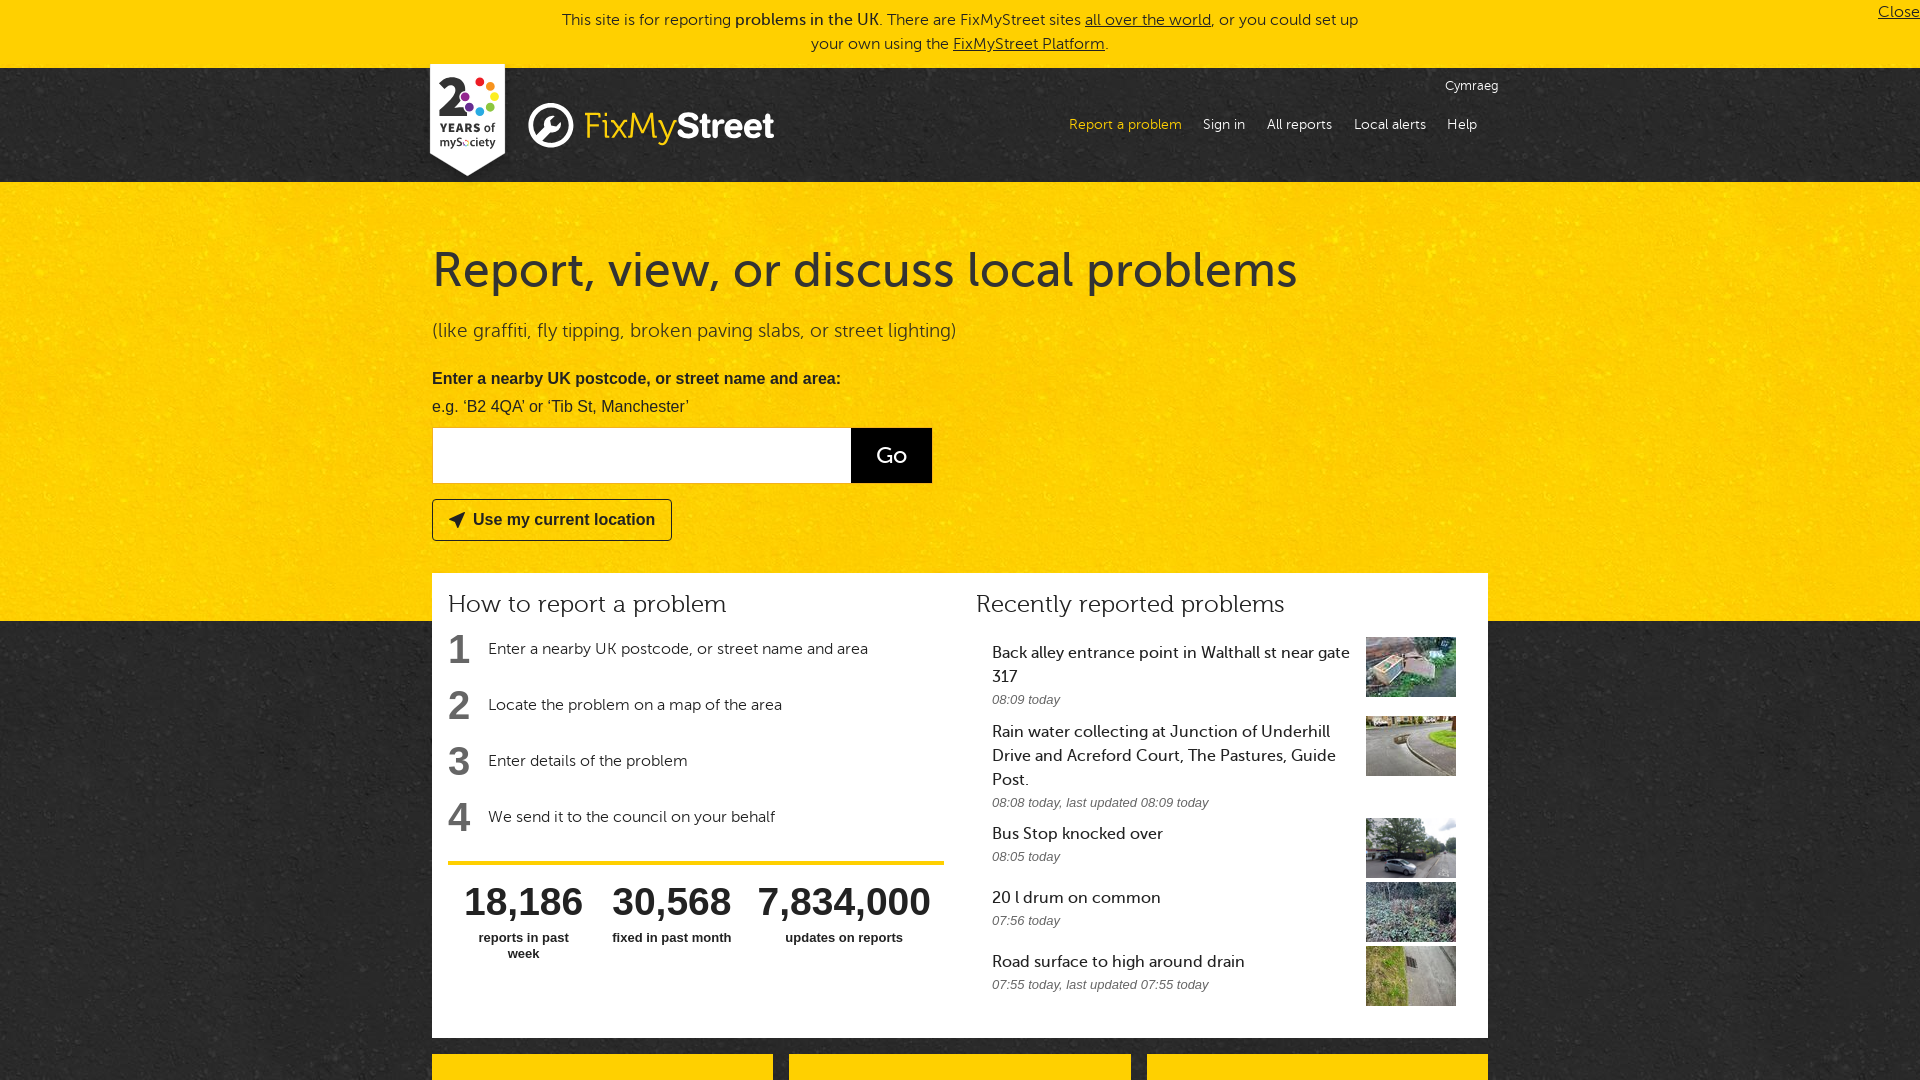 This site is for reporting problems in the UK. There are FixMyStreet sites all over the world, or you could set up
your own using the FixMyStreet Platform.
Close
20
YEARS of
mySociety
FixMyStreet
Cymraeg
Report a problem
Sign in
All reports
Local alerts
Help
Report, view, or discuss local problems
(like graffiti, fly tipping, broken paving slabs, or street lighting)
Enter a nearby UK postcode, or street name and area:
e.g. ‘B2 4QA’ or ‘Tib St, Manchester’
Go
Use my current location
How to report a problem
1 Enter a nearby UK postcode, or street name and area
2 Locate the problem on a map of the area
3 Enter details of the problem
4 We send it to the council on your behalf
18,186
reports in past
week
30,568
fixed in past month
7,834,000
updates on reports
Recently reported problems
Back alley entrance point in Walthall st near gate
317
08:09 today
Rain water collecting at Junction of Underhill
Drive and Acreford Court, The Pastures, Guide
Post.
08:08 today, last updated 08:09 today
Bus Stop knocked over
08:05 today
20 l drum on common
07:56 today
Road surface to high around drain
07:55 today, last updated 07:55 today